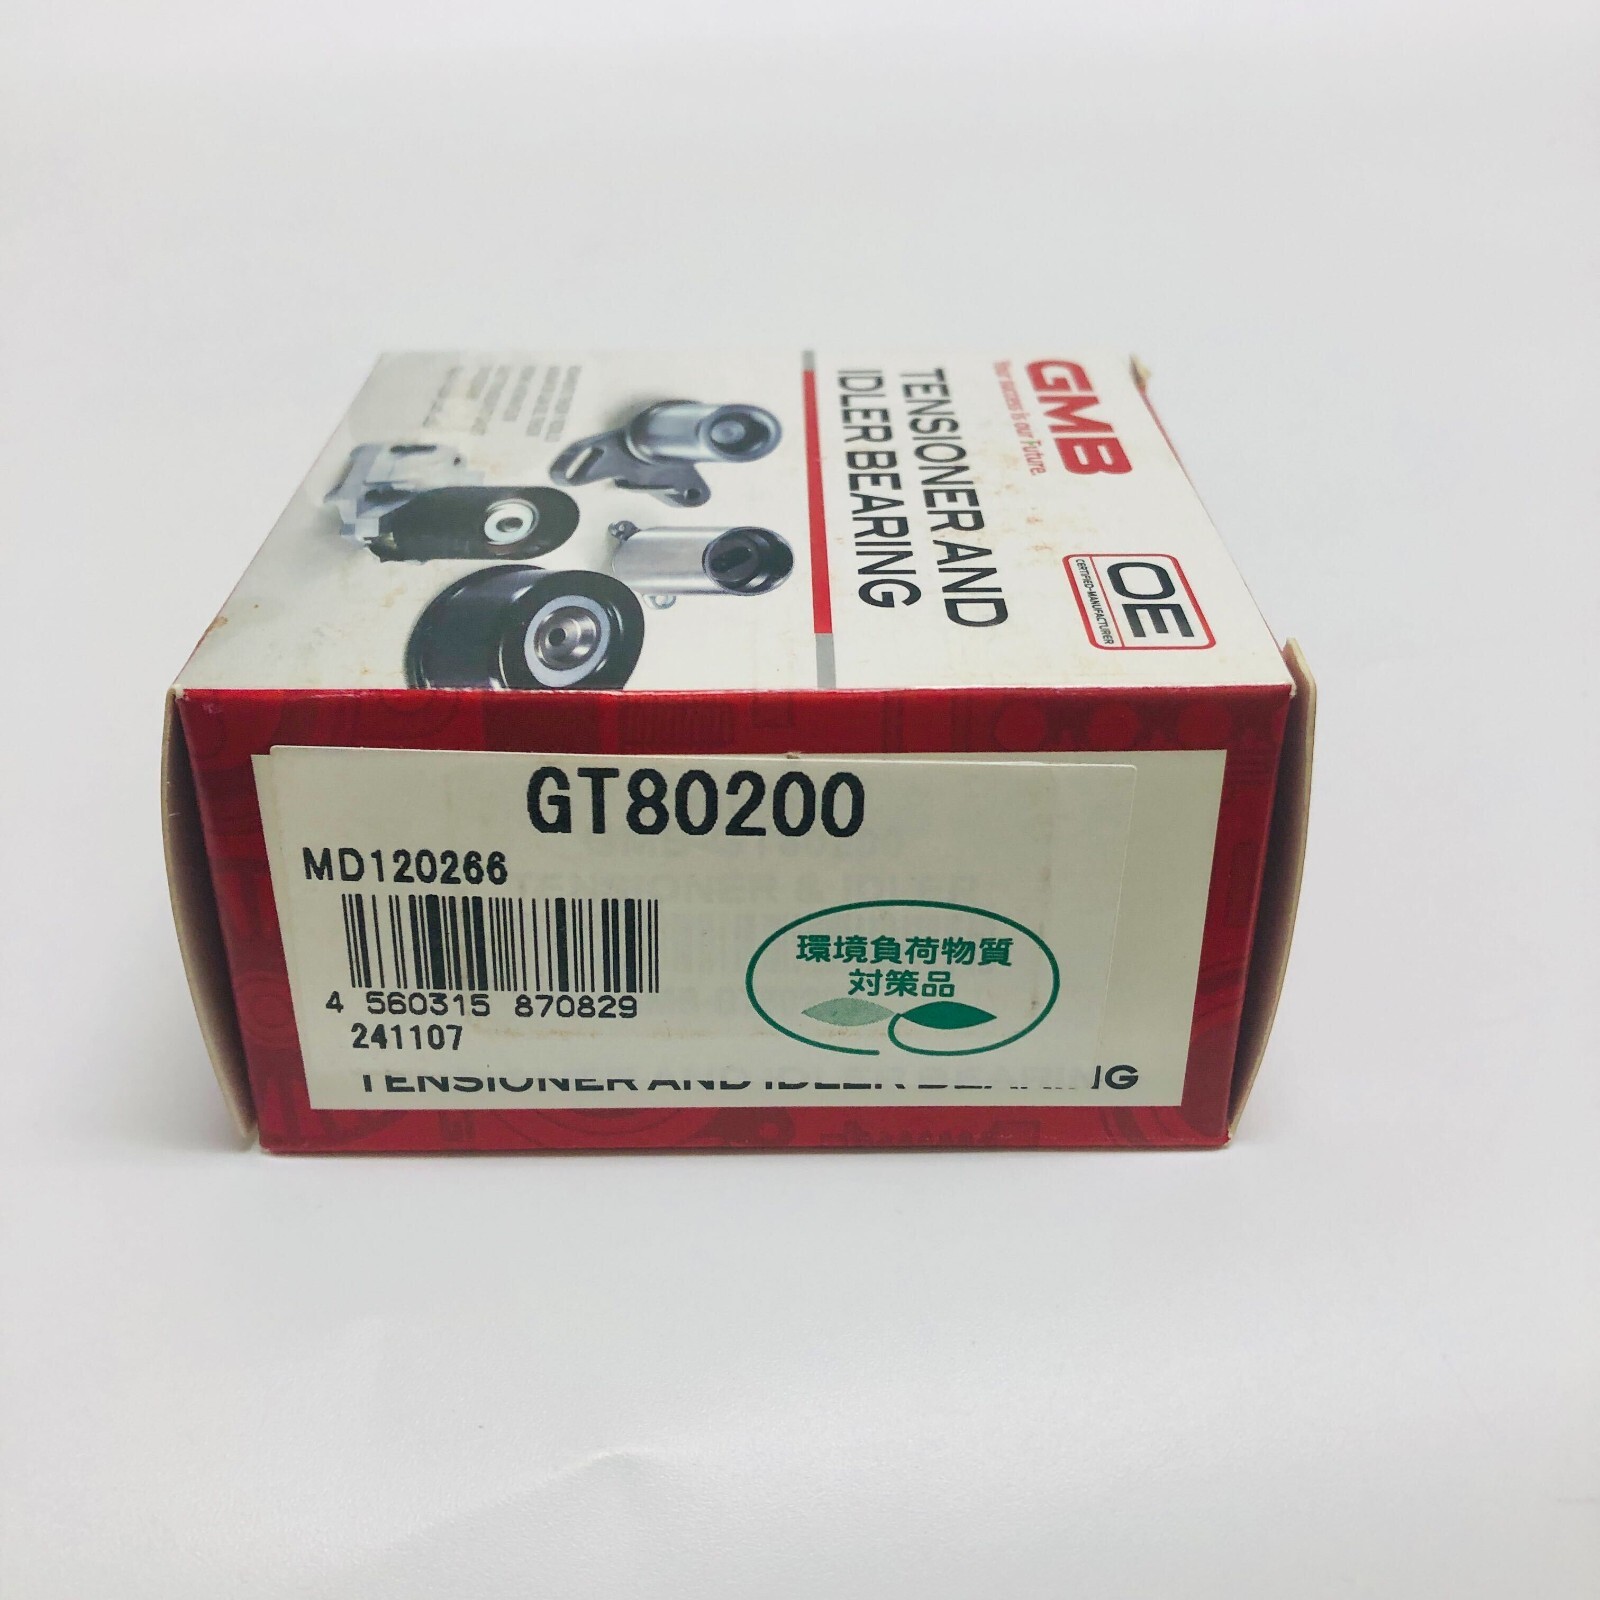 GMB
Your success is our Future.
OE
CERTIFIED-MANUFACTURER
TENSIONER AND
IDLER BEARING
GT80200
MD120266
4 560315 870829
241107
環境負荷物質
対策品
TENSIONER AND IDLER BEARING